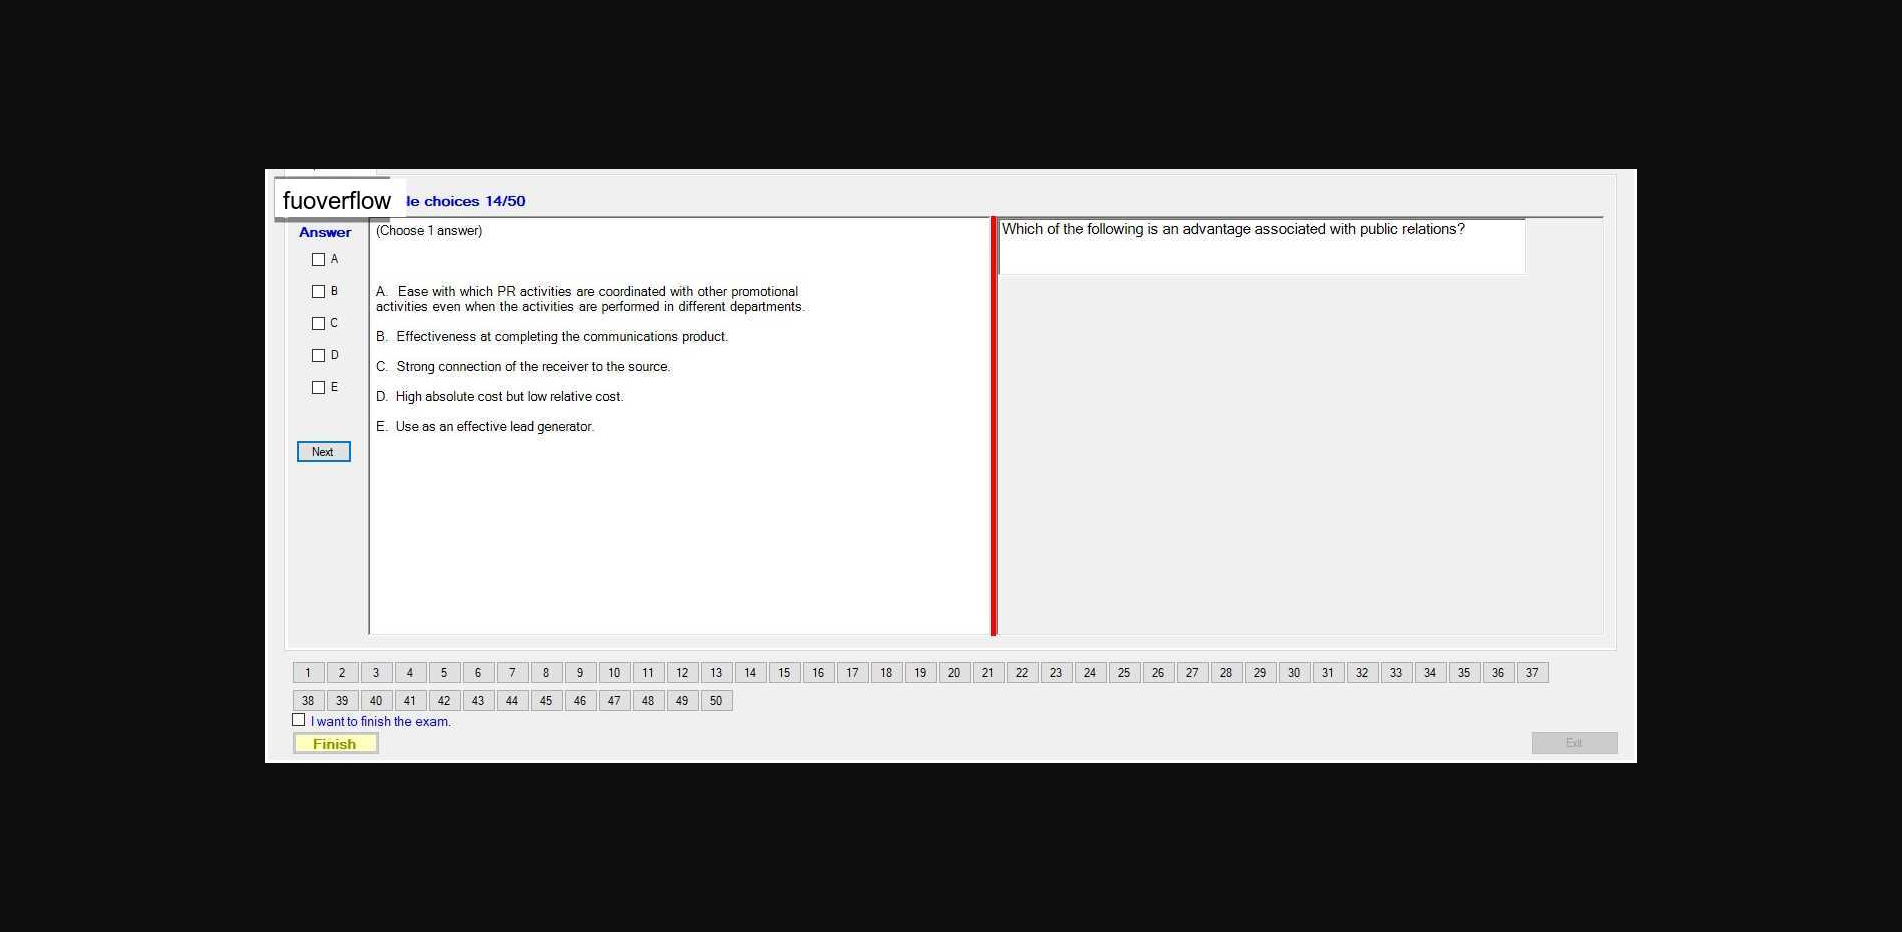 fuoverflow
le choices 14/50
Answer
(Choose 1 answer)
Which of the following is an advantage associated with public relations?
A
B
C
D
E
A. Ease with which PR activities are coordinated with other promotional
activities even when the activities are performed in different departments.
B. Effectiveness at completing the communications product.
C. Strong connection of the receiver to the source.
D. High absolute cost but low relative cost.
E. Use as an effective lead generator.
Next
1 2 3 4 5 6 7 8 9 10 11 12 13 14 15 16 17 18 19 20 21 22 23 24 25 26 27 28 29 30 31 32 33 34 35 36 37
38 39 40 41 42 43 44 45 46 47 48 49 50
I want to finish the exam.
Finish
Exit